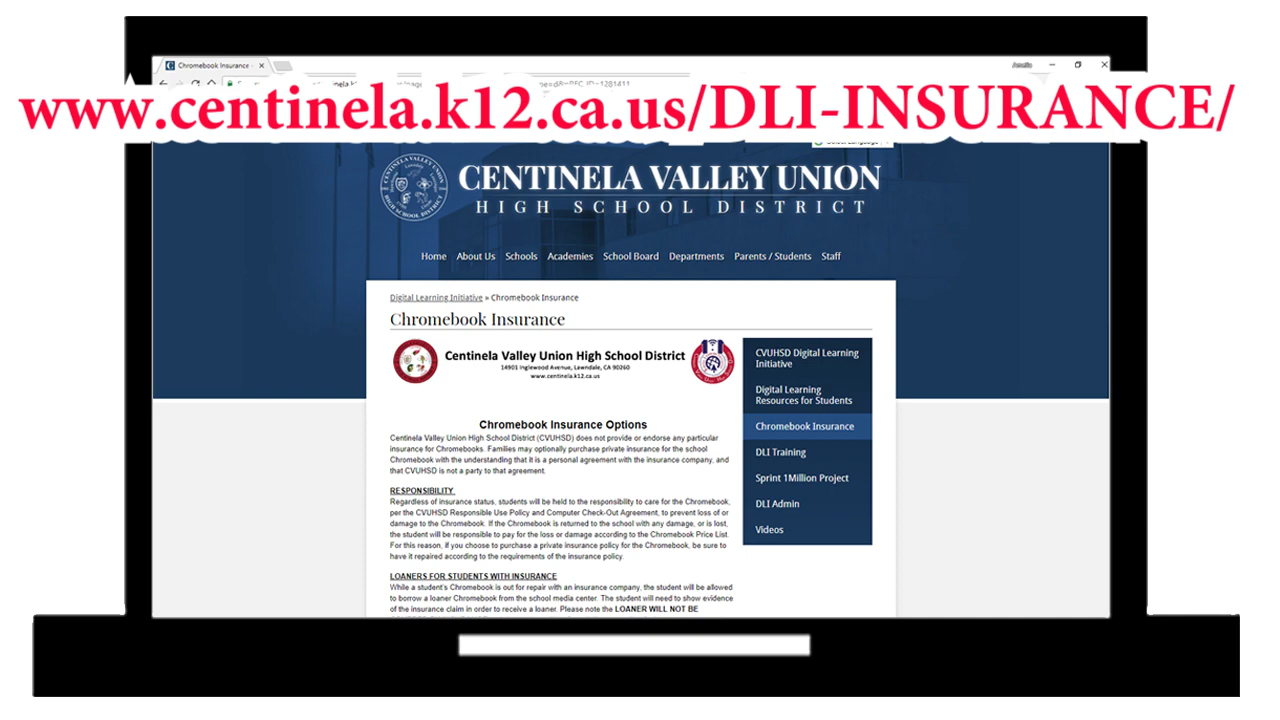 Chromebook Insurance -
www.centinela.k12.ca.us/DLI-INSURANCE/
CENTINELA VALLEY UNION
HIGH SCHOOL DISTRICT
Home About Us Schools Academies School Board Departments Parents / Students Staff
Digital Learning Initiative » Chromebook Insurance
Chromebook Insurance
Centinela Valley Union High School District
14901 Inglewood Avenue, Lawndale, CA 90260
www.centinela.k12.ca.us
Chromebook Insurance Options
Centinela Valley Union High School District (CVUHSD) does not provide or endorse any particular
insurance for Chromebooks. Families may optionally purchase private insurance for the school
Chromebook with the understanding that it is a personal agreement with the insurance company, and
that CVUHSD is not a party to that agreement.
RESPONSIBILITY
Regardless of insurance status, students will be held to the responsibility to care for the Chromebook,
per the CVUHSD Responsible Use Policy and Computer Check-Out Agreement, to prevent loss of or
damage to the Chromebook. If the Chromebook is returned to the school with any damage, or is lost,
the student will be responsible to pay for the loss or damage according to the Chromebook Price List.
For this reason, if you choose to purchase a private insurance policy for the Chromebook, be sure to
have it repaired according to the requirements of the insurance policy.
LOANERS FOR STUDENTS WITH INSURANCE
While a student's Chromebook is out for repair with an insurance company, the student will be allowed
to borrow a loaner Chromebook from the school media center. The student will need to show evidence
of the insurance claim in order to receive a loaner. Please note the LOANER WILL NOT BE
CVUHSD Digital Learning
Initiative
Digital Learning
Resources for Students
Chromebook Insurance
DLI Training
Sprint 1Million Project
DLI Admin
Videos